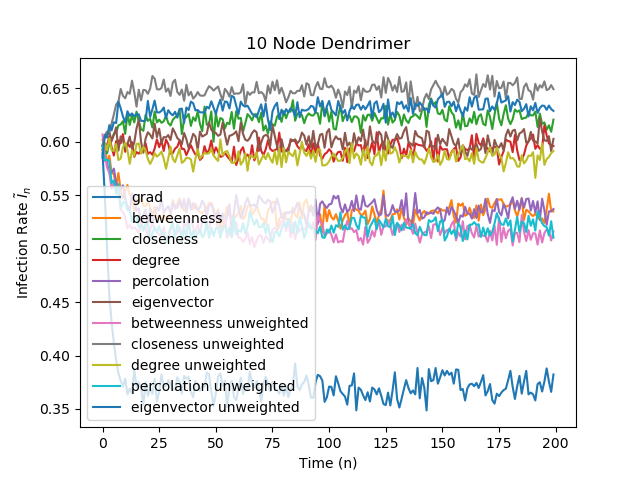 10 Node Dendrimer
Infection Rate Ĩₙ
0.65
0.60
0.55
0.50
0.45
0.40
0.35
grad
betweenness
closeness
degree
percolation
eigenvector
betweenness unweighted
closeness unweighted
degree unweighted
percolation unweighted
eigenvector unweighted
0 25 50 75 100 125 150 175 200
Time (n)